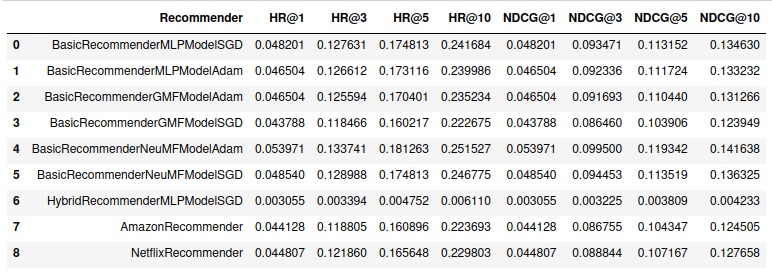 Recommender HR@1 HR@3 HR@5 HR@10 NDCG@1 NDCG@3 NDCG@5 NDCG@10
0 BasicRecommenderMLPModelSGD 0.048201 0.127631 0.174813 0.241684 0.048201 0.093471 0.113152 0.134630
1 BasicRecommenderMLPModelAdam 0.046504 0.126612 0.173116 0.239986 0.046504 0.092336 0.111724 0.133232
2 BasicRecommenderGMFModelAdam 0.046504 0.125594 0.170401 0.235234 0.046504 0.091693 0.110440 0.131266
3 BasicRecommenderGMFModelSGD 0.043788 0.118466 0.160217 0.222675 0.043788 0.086460 0.103906 0.123949
4 BasicRecommenderNeuMFModelAdam 0.053971 0.133741 0.181263 0.251527 0.053971 0.099500 0.119342 0.141638
5 BasicRecommenderNeuMFModelSGD 0.048540 0.128988 0.174813 0.246775 0.048540 0.094453 0.113519 0.136325
6 HybridRecommenderMLPModelSGD 0.003055 0.003394 0.004752 0.006110 0.003055 0.003225 0.003809 0.004233
7 AmazonRecommender 0.044128 0.118805 0.160896 0.223693 0.044128 0.086755 0.104347 0.124505
8 NetflixRecommender 0.044807 0.121860 0.165648 0.229803 0.044807 0.088844 0.107167 0.127658